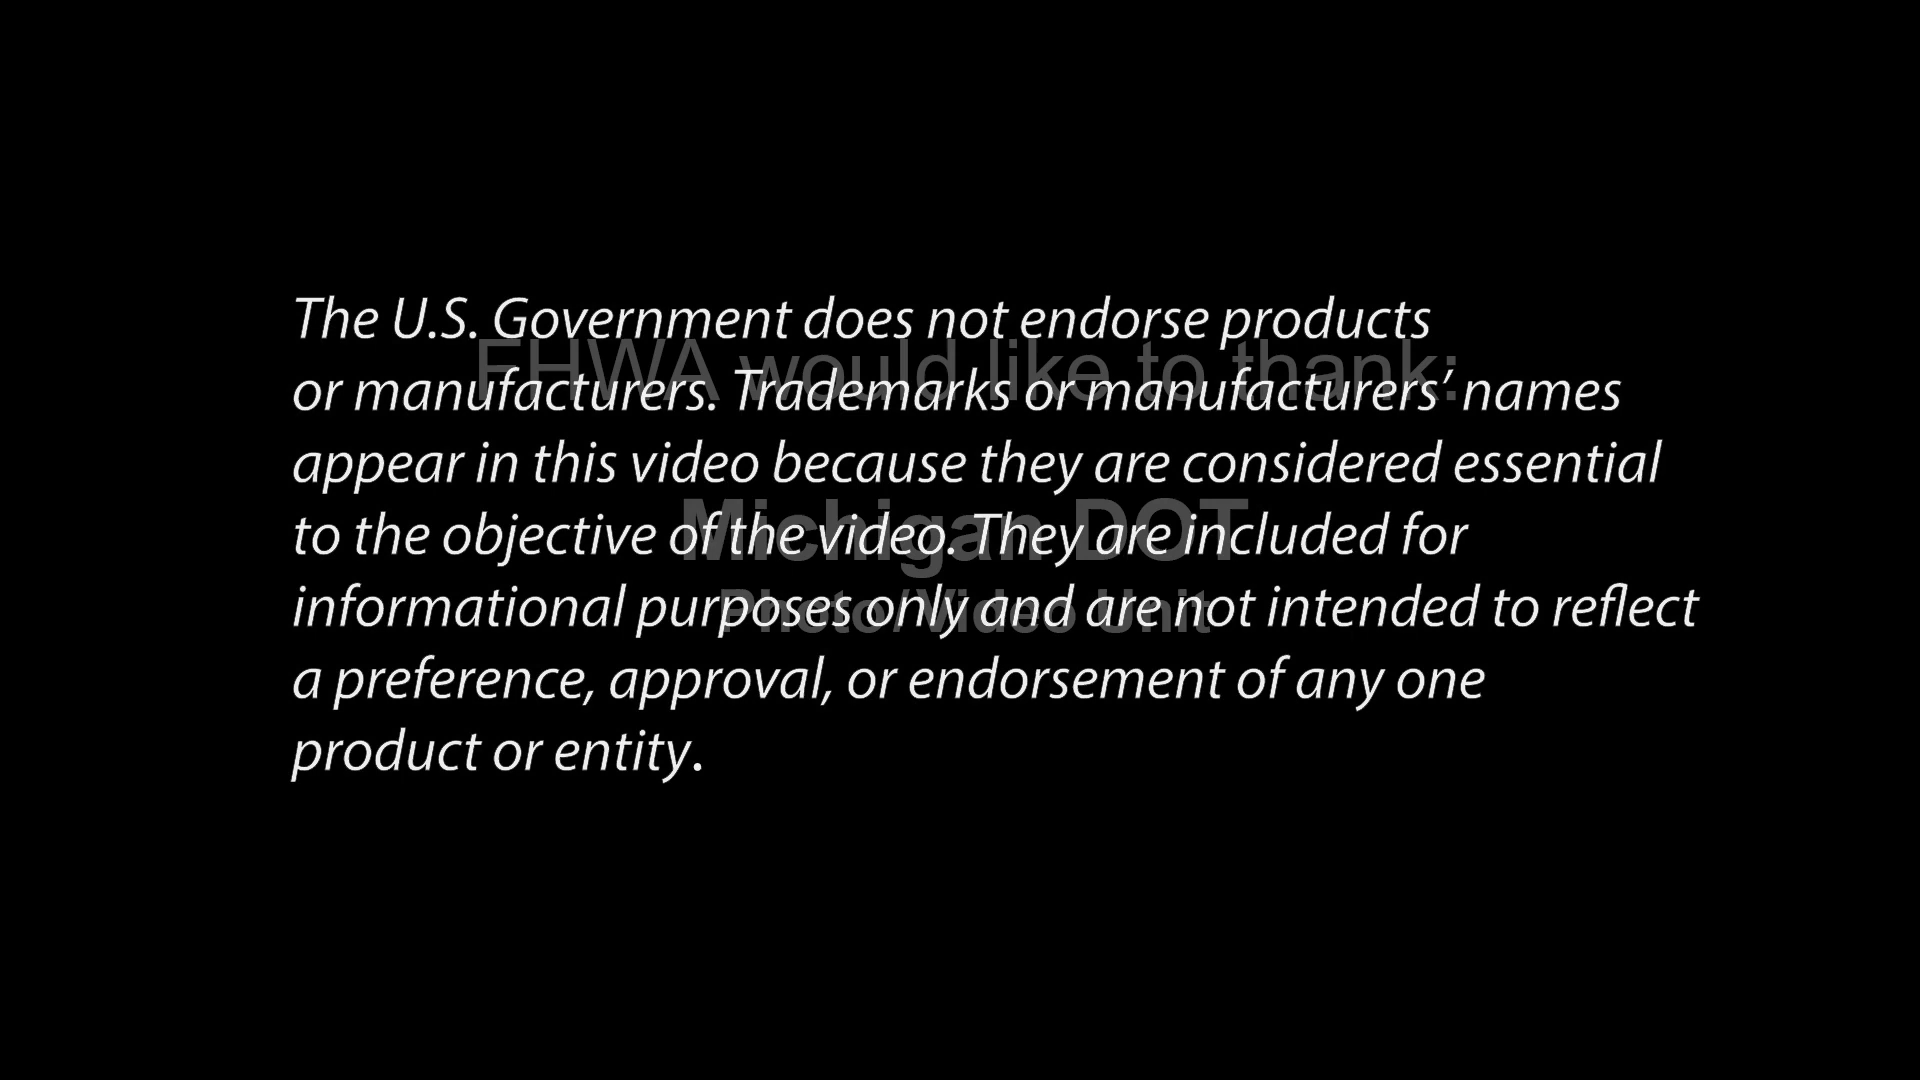 The U.S. Government does not endorse products
FHWA would like to thank:
or manufacturers. Trademarks or manufacturers’ names
appear in this video because they are considered essential
Michigan DOT
to the objective of the video. They are included for
informational purposes only and are not intended to reflect
Photo/Video Unit
a preference, approval, or endorsement of any one
product or entity.